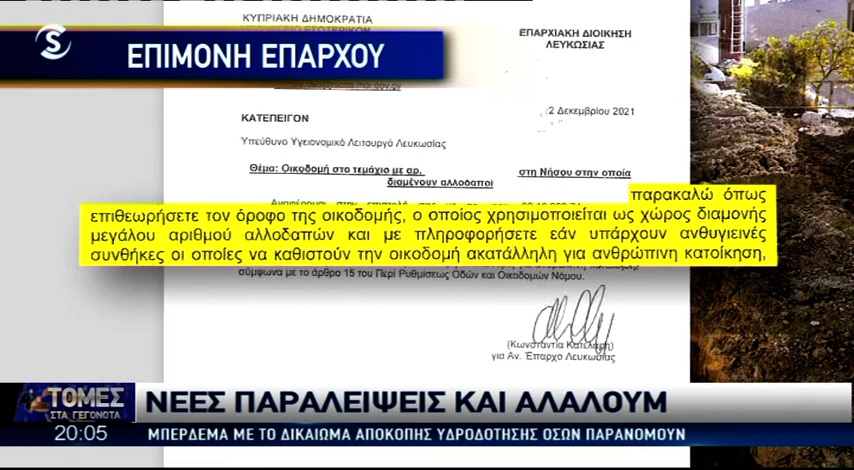 S
ΕΠΙΜΟΝΗ ΕΠΑΡΧΟΥ
ΚΥΠΡΙΑΚΗ ΔΗΜΟΚΡΑΤΙΑ
ΕΠΑΡΧΙΑΚΗ ΔΙΟΙΚΗΣΗ
ΛΕΥΚΩΣΙΑΣ
ΚΑΤΕΠΕΙΓΟΝ
2 Δεκεμβρίου 2021
Υπεύθυνο Υγειονομικό Λειτουργό Λευκωσίας
Θέμα: Οικοδομή στο τεμάχιο με αρ. στη Νήσου στην οποία
διαμένουν αλλοδαποί
παρακαλώ όπως
επιθεωρήσετε τον όροφο της οικοδομής, ο οποίος χρησιμοποιείται ως χώρος διαμονής
μεγάλου αριθμού αλλοδαπών και με πληροφορήσετε εάν υπάρχουν ανθυγιεινές
συνθήκες οι οποίες να καθιστούν την οικοδομή ακατάλληλη για ανθρώπινη κατοίκηση,
σύμφωνα με το άρθρο 15 του Περί Ρυθμίσεως Οδών και Οικοδομών Νόμου.
(Κωνσταντία Κατελάρη)
για Αν. Έπαρχο Λευκωσίας
ΤΟΜΕΣ
ΣΤΑ ΓΕΓΟΝΟΤΑ
ΝΕΕΣ ΠΑΡΑΛΕΙΨΕΙΣ ΚΑΙ ΑΛΑΛΟΥΜ
20:05
ΜΠΕΡΔΕΜΑ ΜΕ ΤΟ ΔΙΚΑΙΩΜΑ ΑΠΟΚΟΠΗΣ ΥΔΡΟΔΟΤΗΣΗΣ ΟΣΩΝ ΠΑΡΑΝΟΜΟΥΝ